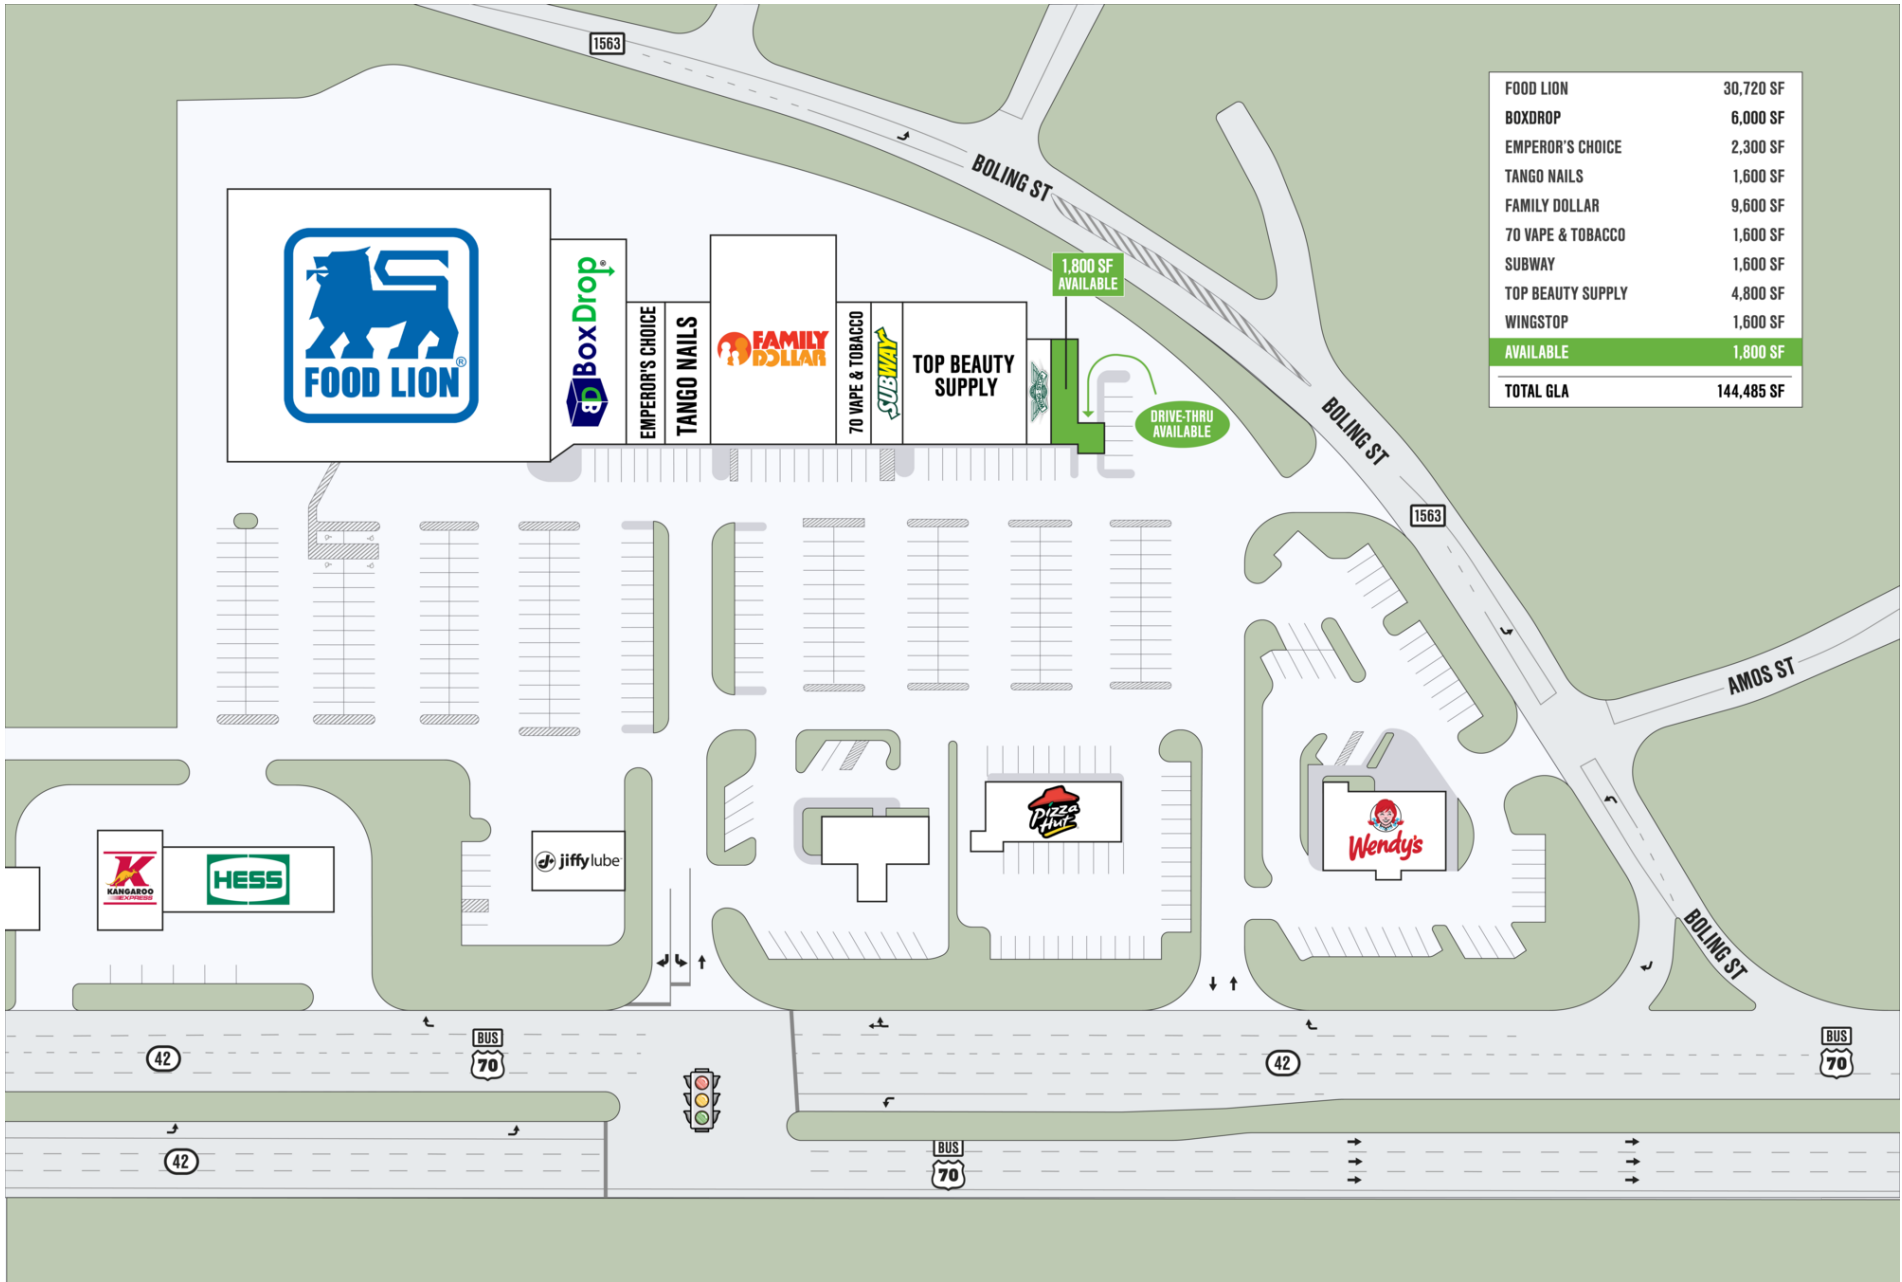 1563
BOLING ST
FOOD LION 30,720 SF
BOXDROP 6,000 SF
EMPEROR'S CHOICE 2,300 SF
TANGO NAILS 1,600 SF
FAMILY DOLLAR 9,600 SF
70 VAPE & TOBACCO 1,600 SF
SUBWAY 1,600 SF
TOP BEAUTY SUPPLY 4,800 SF
WINGSTOP 1,600 SF
AVAILABLE 1,800 SF
TOTAL GLA 144,485 SF
FOOD LION®
BD BoxDrop®
EMPEROR'S CHOICE
TANGO NAILS
FAMILY
DOLLAR
70 VAPE & TOBACCO
SUBWAY
TOP BEAUTY
SUPPLY
1,800 SF
AVAILABLE
DRIVE-THRU
AVAILABLE
BOLING ST
1563
AMOS ST
K
KANGAROO
EXPRESS
HESS
jiffy lube
Pizza
Hut
Wendy's
BOLING ST
42
BUS
70
42
BUS
70
42
BUS
70